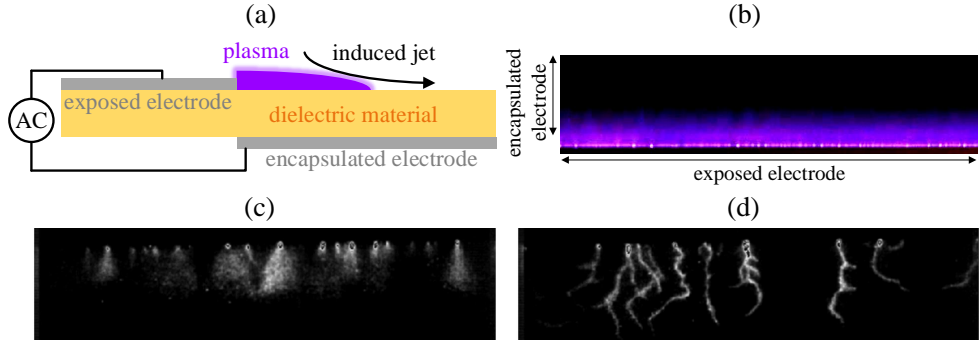 (a)
plasma
induced jet
AC
exposed electrode
dielectric material
encapsulated electrode
(b)
encapsulated
electrode
exposed electrode
(c)
(d)